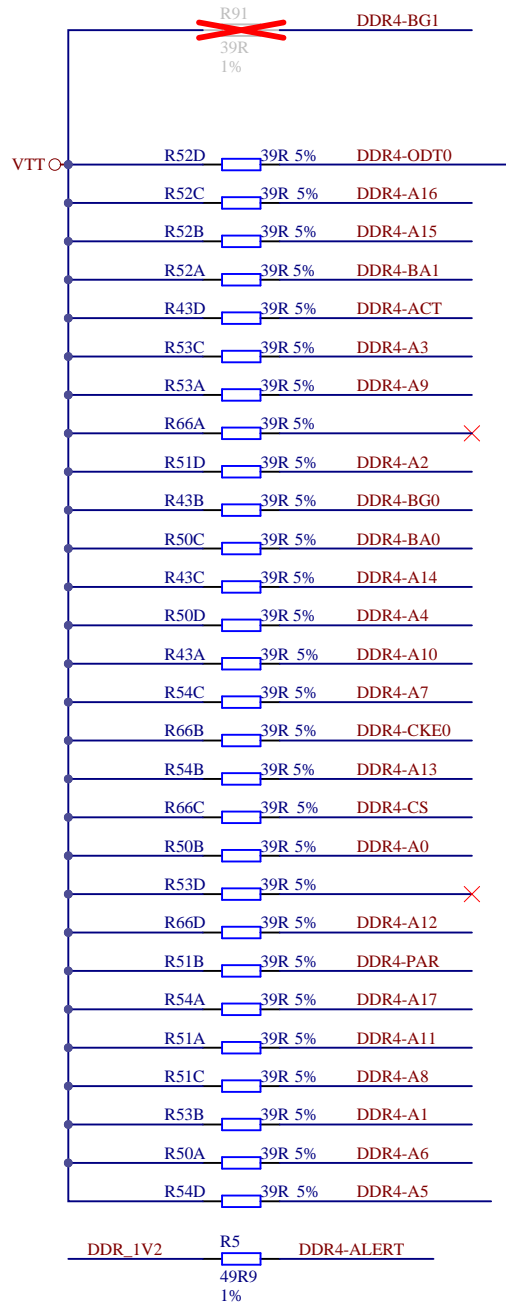 R91
DDR4-BG1
39R
1%
VTT
R52D 39R 5% DDR4-ODT0
R52C 39R 5% DDR4-A16
R52B 39R 5% DDR4-A15
R52A 39R 5% DDR4-BA1
R43D 39R 5% DDR4-ACT
R53C 39R 5% DDR4-A3
R53A 39R 5% DDR4-A9
R66A 39R 5%
R51D 39R 5% DDR4-A2
R43B 39R 5% DDR4-BG0
R50C 39R 5% DDR4-BA0
R43C 39R 5% DDR4-A14
R50D 39R 5% DDR4-A4
R43A 39R 5% DDR4-A10
R54C 39R 5% DDR4-A7
R66B 39R 5% DDR4-CKE0
R54B 39R 5% DDR4-A13
R66C 39R 5% DDR4-CS
R50B 39R 5% DDR4-A0
R53D 39R 5%
R66D 39R 5% DDR4-A12
R51B 39R 5% DDR4-PAR
R54A 39R 5% DDR4-A17
R51A 39R 5% DDR4-A11
R51C 39R 5% DDR4-A8
R53B 39R 5% DDR4-A1
R50A 39R 5% DDR4-A6
R54D 39R 5% DDR4-A5
DDR_1V2 R5 DDR4-ALERT
49R9
1%